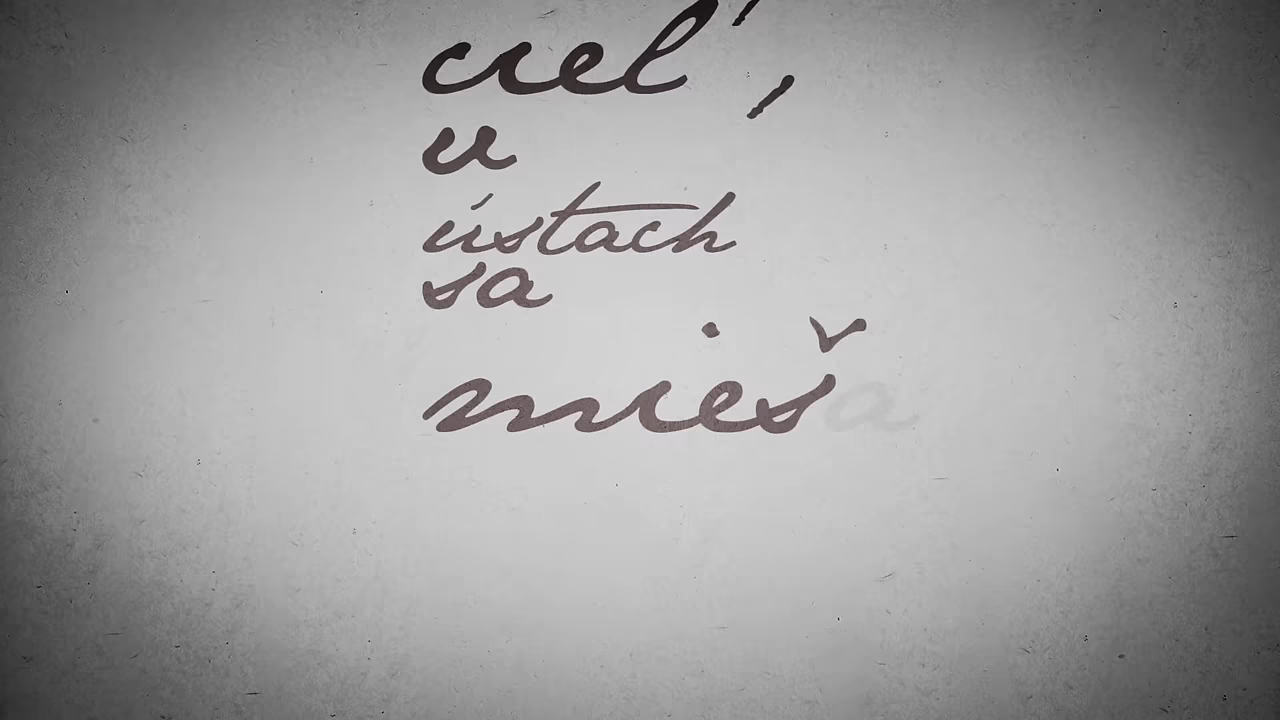 cieľ,
v
ústach
sa
mieša